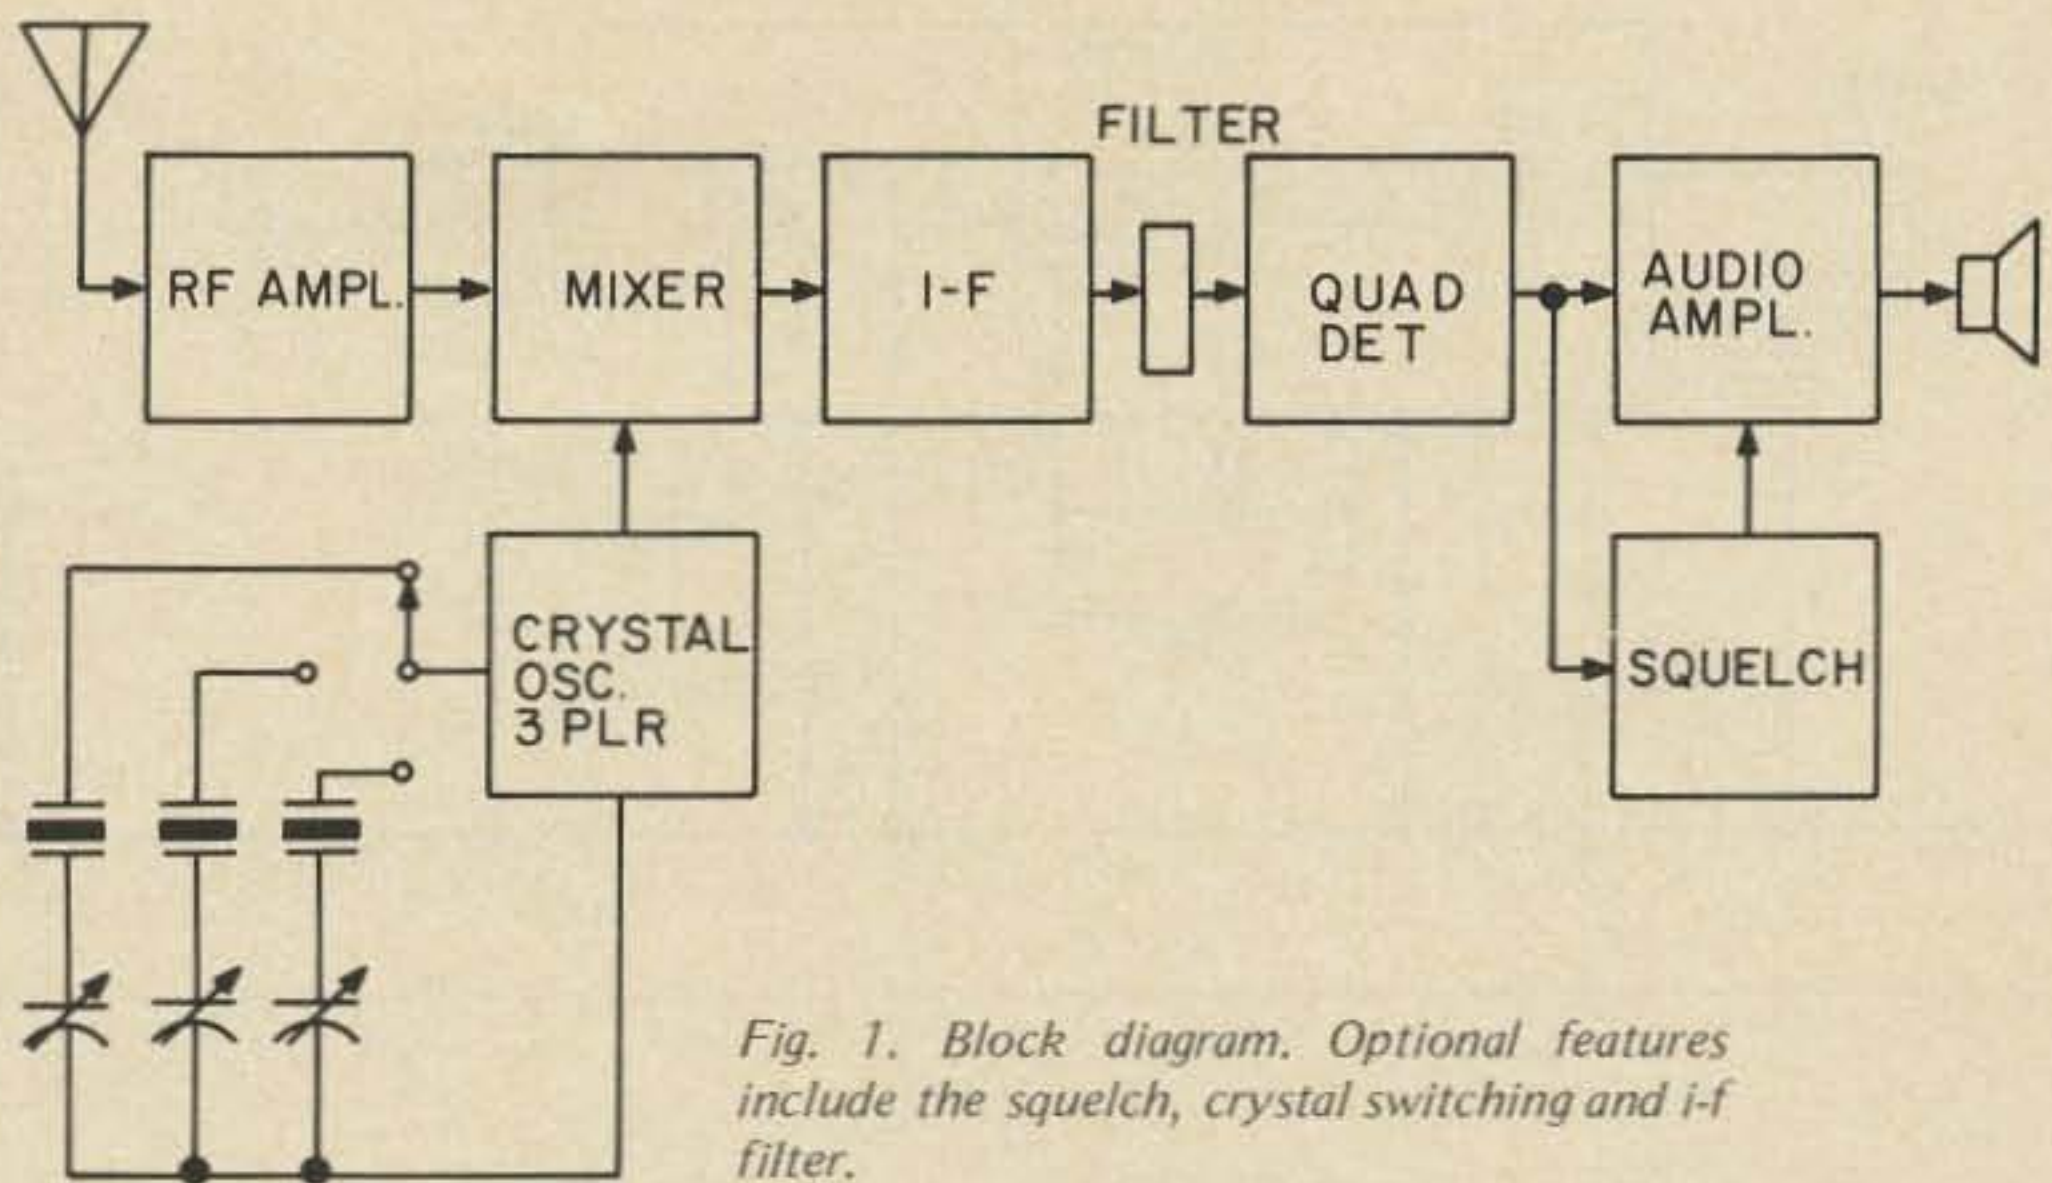 FILTER
RF AMPL.
MIXER
I-F
QUAD
DET
AUDIO
AMPL.
CRYSTAL
OSC.
3 PLR
SQUELCH
Fig. 1. Block diagram. Optional features
include the squelch, crystal switching and i-f
filter.